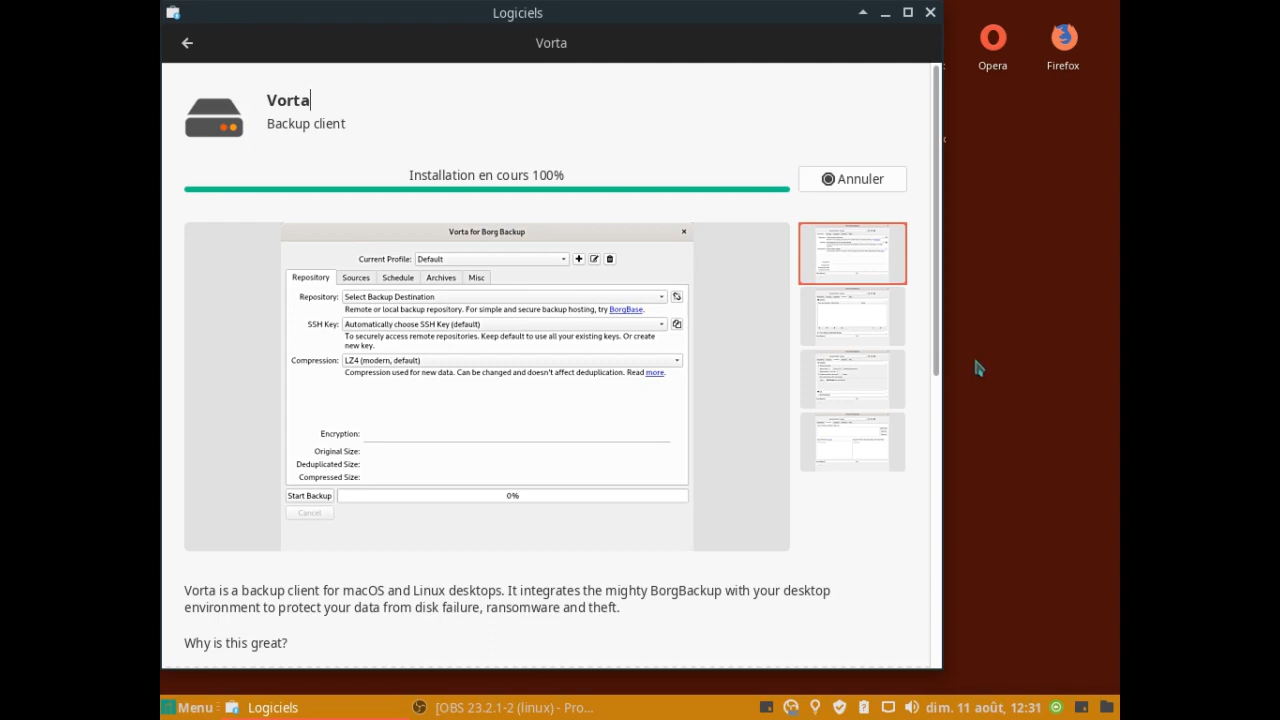 Logiciels
Vorta
Opera
Firefox
Vorta
Backup client
Installation en cours 100%
Annuler
Vorta for Borg Backup
Current Profile: Default
Repository Sources Schedule Archives Misc
Repository: Select Backup Destination
Remote or local backup repository. For simple and secure backup hosting, try BorgBase.
SSH Key: Automatically choose SSH Key (default)
To securely access remote repositories. Keep default to use all your existing keys. Or create
new key.
Compression: LZ4 (modern, default)
Compression used for new data. Can be changed and doesn't affect deduplication. Read more.
Encryption:
Original Size:
Deduplicated Size:
Compressed Size:
Start Backup 0%
Cancel
Vorta is a backup client for macOS and Linux desktops. It integrates the mighty BorgBackup with your desktop
environment to protect your data from disk failure, ransomware and theft.
Why is this great?
Menu Logiciels [OBS 23.2.1-2 (linux) - Pro... dim. 11 août, 12:31